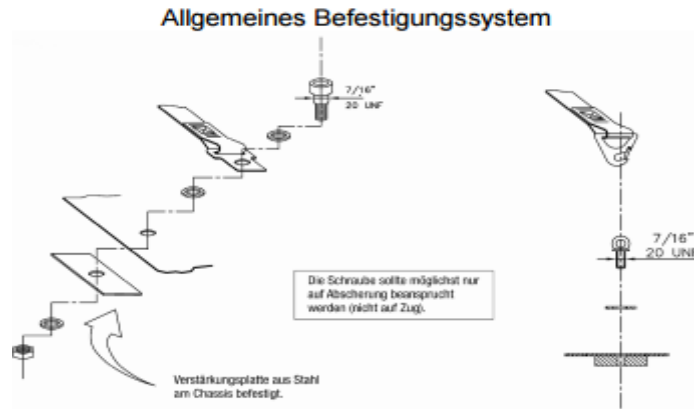 Allgemeines Befestigungssystem
7/16"
20 UNF
7/16"
20 UNF
Die Schraube sollte möglichst nur
auf Abscherung beansprucht
werden (nicht auf Zug).
Verstärkungsplatte aus Stahl
am Chassis befestigt.